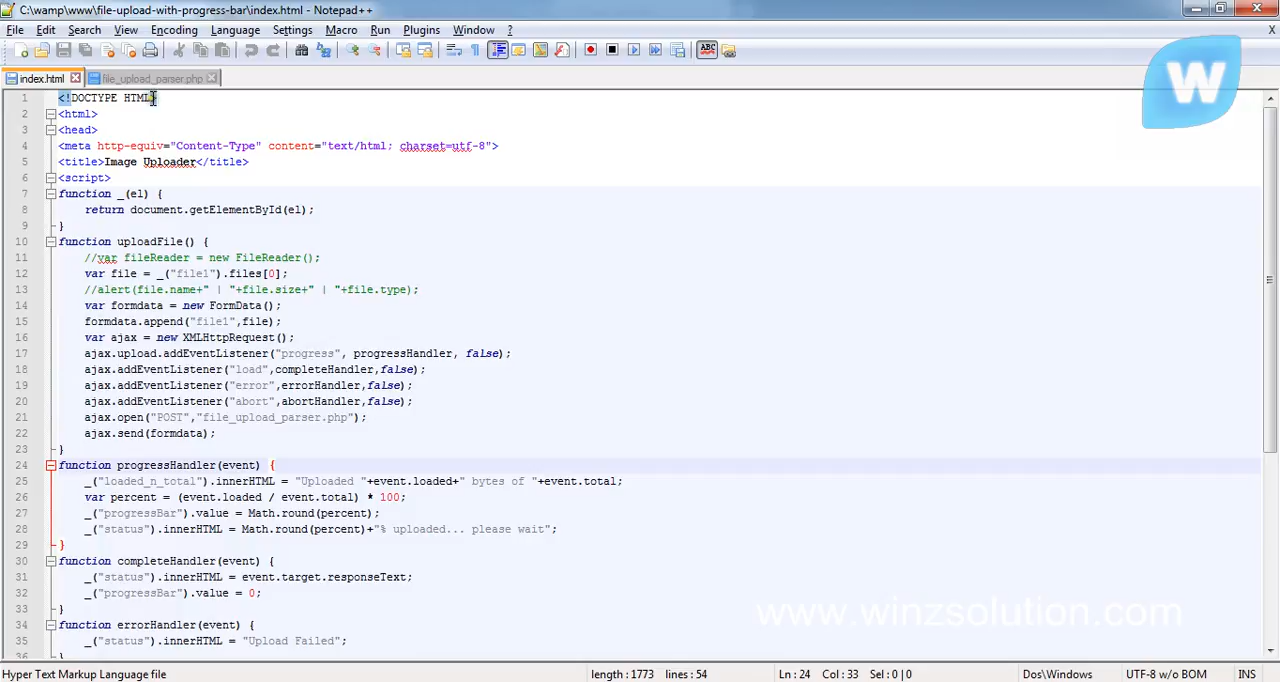 C:\wamp\www\file-upload-with-progress-bar\index.html - Notepad++
File Edit Search View Encoding Language Settings Macro Run Plugins Window ? X
ABC
index.html file_upload_parser.php
W
1 <!DOCTYPE HTML>
2 <html>
3 <head>
4 <meta http-equiv="Content-Type" content="text/html; charset=utf-8">
5 <title>Image Uploader</title>
6 <script>
7 function _(el) {
8 return document.getElementById(el);
9 }
10 function uploadFile() {
11 //var fileReader = new FileReader();
12 var file = _("file1").files[0];
13 //alert(file.name+" | "+file.size+" | "+file.type);
14 var formdata = new FormData();
15 formdata.append("file1",file);
16 var ajax = new XMLHttpRequest();
17 ajax.upload.addEventListener("progress", progressHandler, false);
18 ajax.addEventListener("load",completeHandler,false);
19 ajax.addEventListener("error",errorHandler,false);
20 ajax.addEventListener("abort",abortHandler,false);
21 ajax.open("POST","file_upload_parser.php");
22 ajax.send(formdata);
23 }
24 function progressHandler(event) {
25 _("loaded_n_total").innerHTML = "Uploaded "+event.loaded+" bytes of "+event.total;
26 var percent = (event.loaded / event.total) * 100;
27 _("progressBar").value = Math.round(percent);
28 _("status").innerHTML = Math.round(percent)+"% uploaded... please wait";
29 }
30 function completeHandler(event) {
31 _("status").innerHTML = event.target.responseText;
32 _("progressBar").value = 0;
33 }
34 function errorHandler(event) {
35 _("status").innerHTML = "Upload Failed";
36 }
www.winzsolution.com
Hyper Text Markup Language file length : 1773 lines : 54 Ln : 24 Col : 33 Sel : 0 | 0 Dos\Windows UTF-8 w/o BOM INS